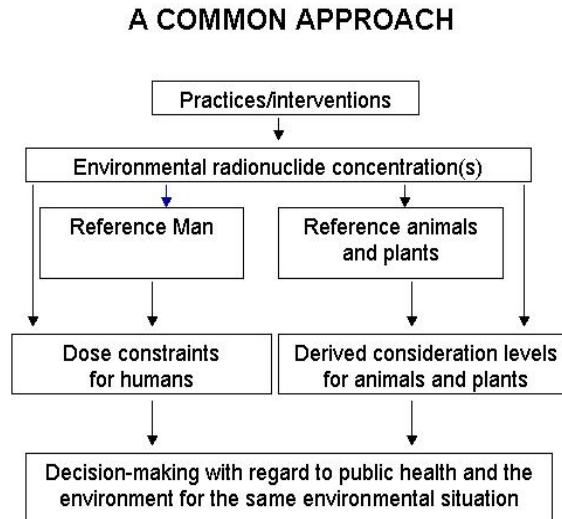 A COMMON APPROACH
Practices/interventions
Environmental radionuclide concentration(s)
Reference Man
Reference animals
and plants
Dose constraints
for humans
Derived consideration levels
for animals and plants
Decision-making with regard to public health and the
environment for the same environmental situation